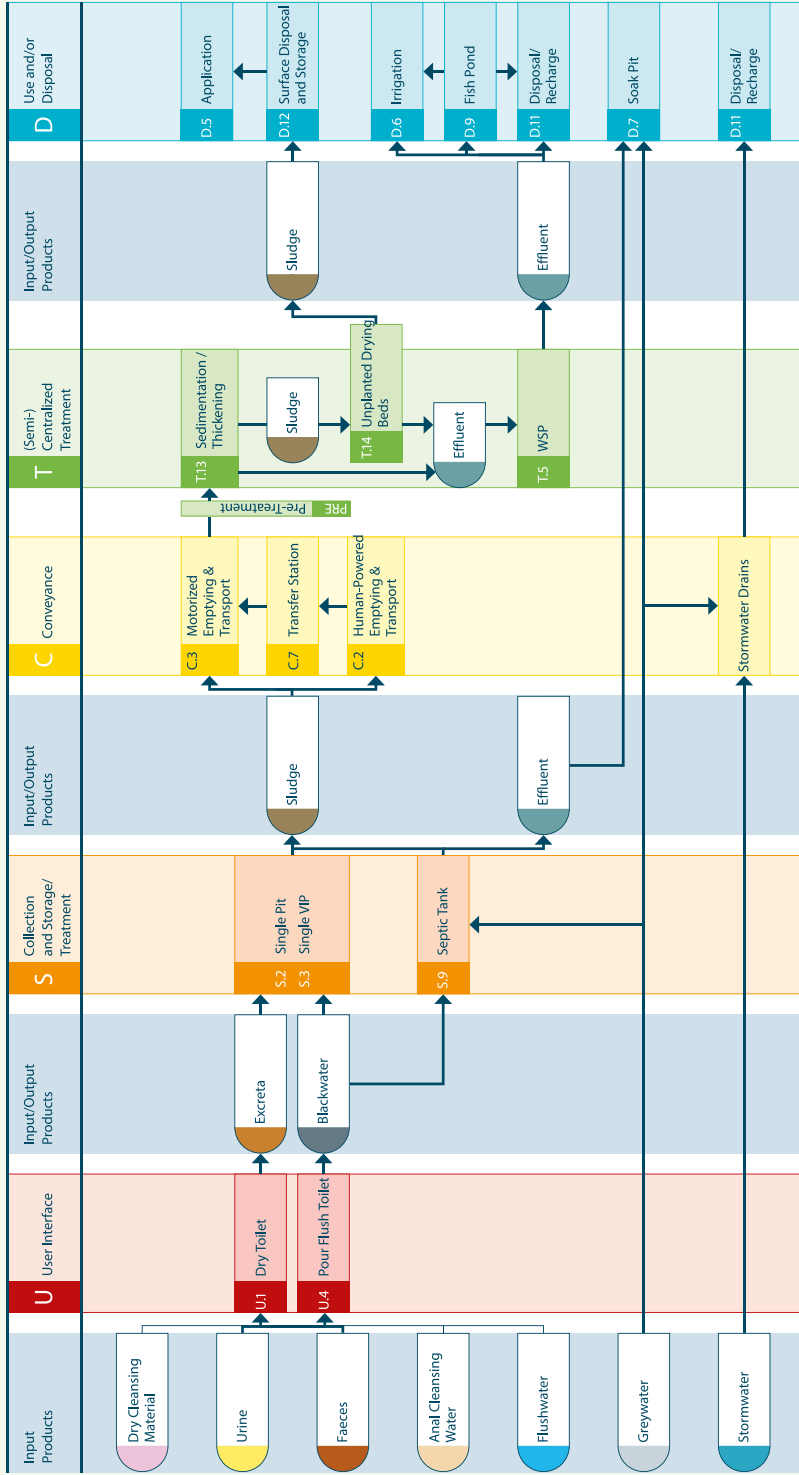 Input
Products
U
User Interface
Input/Output
Products
S
Collection
and Storage/
Treatment
Input/Output
Products
C
Conveyance
T
(Semi-)
Centralized
Treatment
Input/Output
Products
D
Use and/or
Disposal
Dry Cleansing
Material
Urine
Faeces
Anal Cleansing
Water
Flushwater
Greywater
Stormwater
U.1
Dry Toilet
U.4
Pour Flush Toilet
Excreta
Blackwater
S.2
Single Pit
S.3
Single VIP
S.9
Septic Tank
Sludge
Effluent
C.3
Motorized
Emptying &
Transport
C.7
Transfer Station
C.2
Human-Powered
Emptying &
Transport
Stormwater Drains
PRE
Pre-Treatment
T.13
Sedimentation /
Thickening
Sludge
T.14
Unplanted Drying
Beds
Effluent
T.5
WSP
Sludge
Effluent
D.5
Application
D.12
Surface Disposal
and Storage
D.6
Irrigation
D.9
Fish Pond
D.11
Disposal/
Recharge
D.7
Soak Pit
D.11
Disposal/
Recharge